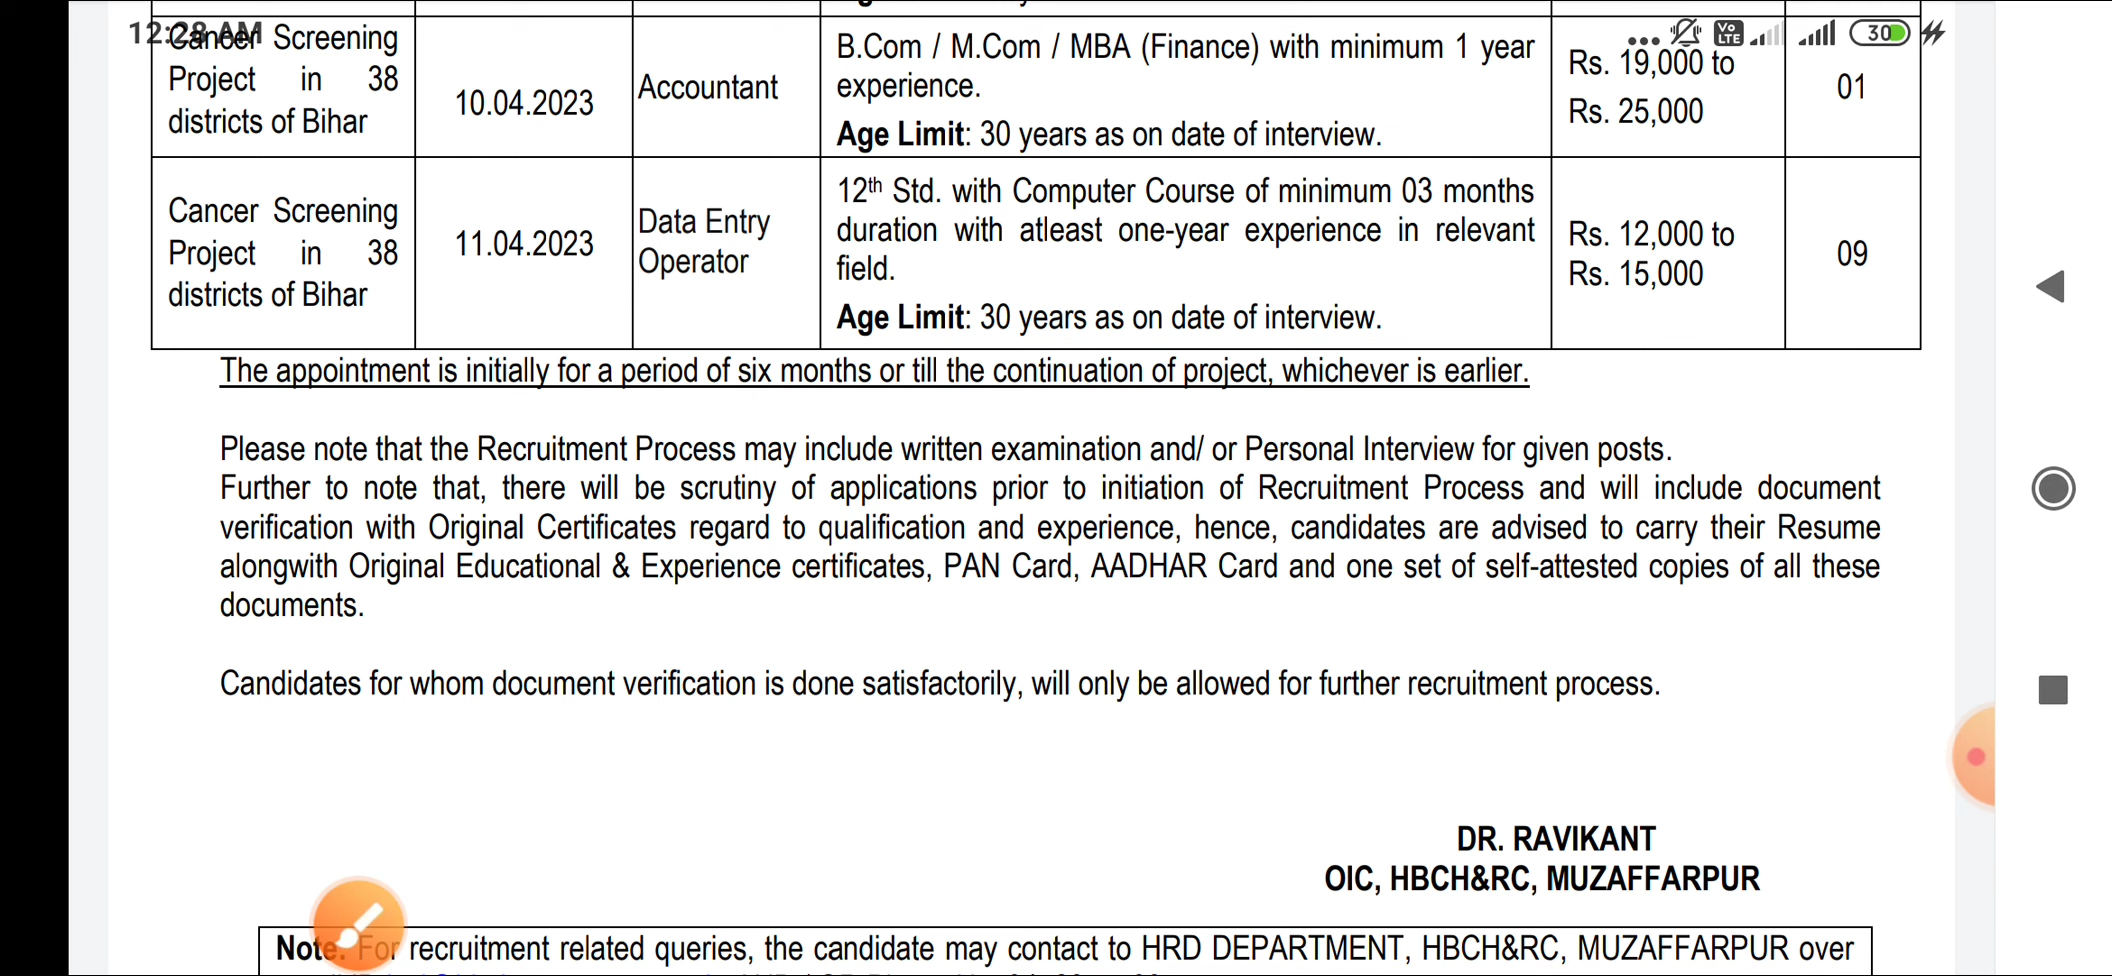 12:28 AM
Cancer Screening
Project in 38
districts of Bihar
10.04.2023
Accountant
B.Com / M.Com / MBA (Finance) with minimum 1 year
experience.
Age Limit: 30 years as on date of interview.
Rs. 19,000 to
Rs. 25,000
01
Vo LTE
30
Cancer Screening
Project in 38
districts of Bihar
11.04.2023
Data Entry
Operator
12th Std. with Computer Course of minimum 03 months
duration with atleast one-year experience in relevant
field.
Age Limit: 30 years as on date of interview.
Rs. 12,000 to
Rs. 15,000
09
The appointment is initially for a period of six months or till the continuation of project, whichever is earlier.
Please note that the Recruitment Process may include written examination and/ or Personal Interview for given posts.
Further to note that, there will be scrutiny of applications prior to initiation of Recruitment Process and will include document
verification with Original Certificates regard to qualification and experience, hence, candidates are advised to carry their Resume
alongwith Original Educational & Experience certificates, PAN Card, AADHAR Card and one set of self-attested copies of all these
documents.
Candidates for whom document verification is done satisfactorily, will only be allowed for further recruitment process.
DR. RAVIKANT
OIC, HBCH&RC, MUZAFFARPUR
Note: For recruitment related queries, the candidate may contact to HRD DEPARTMENT, HBCH&RC, MUZAFFARPUR over